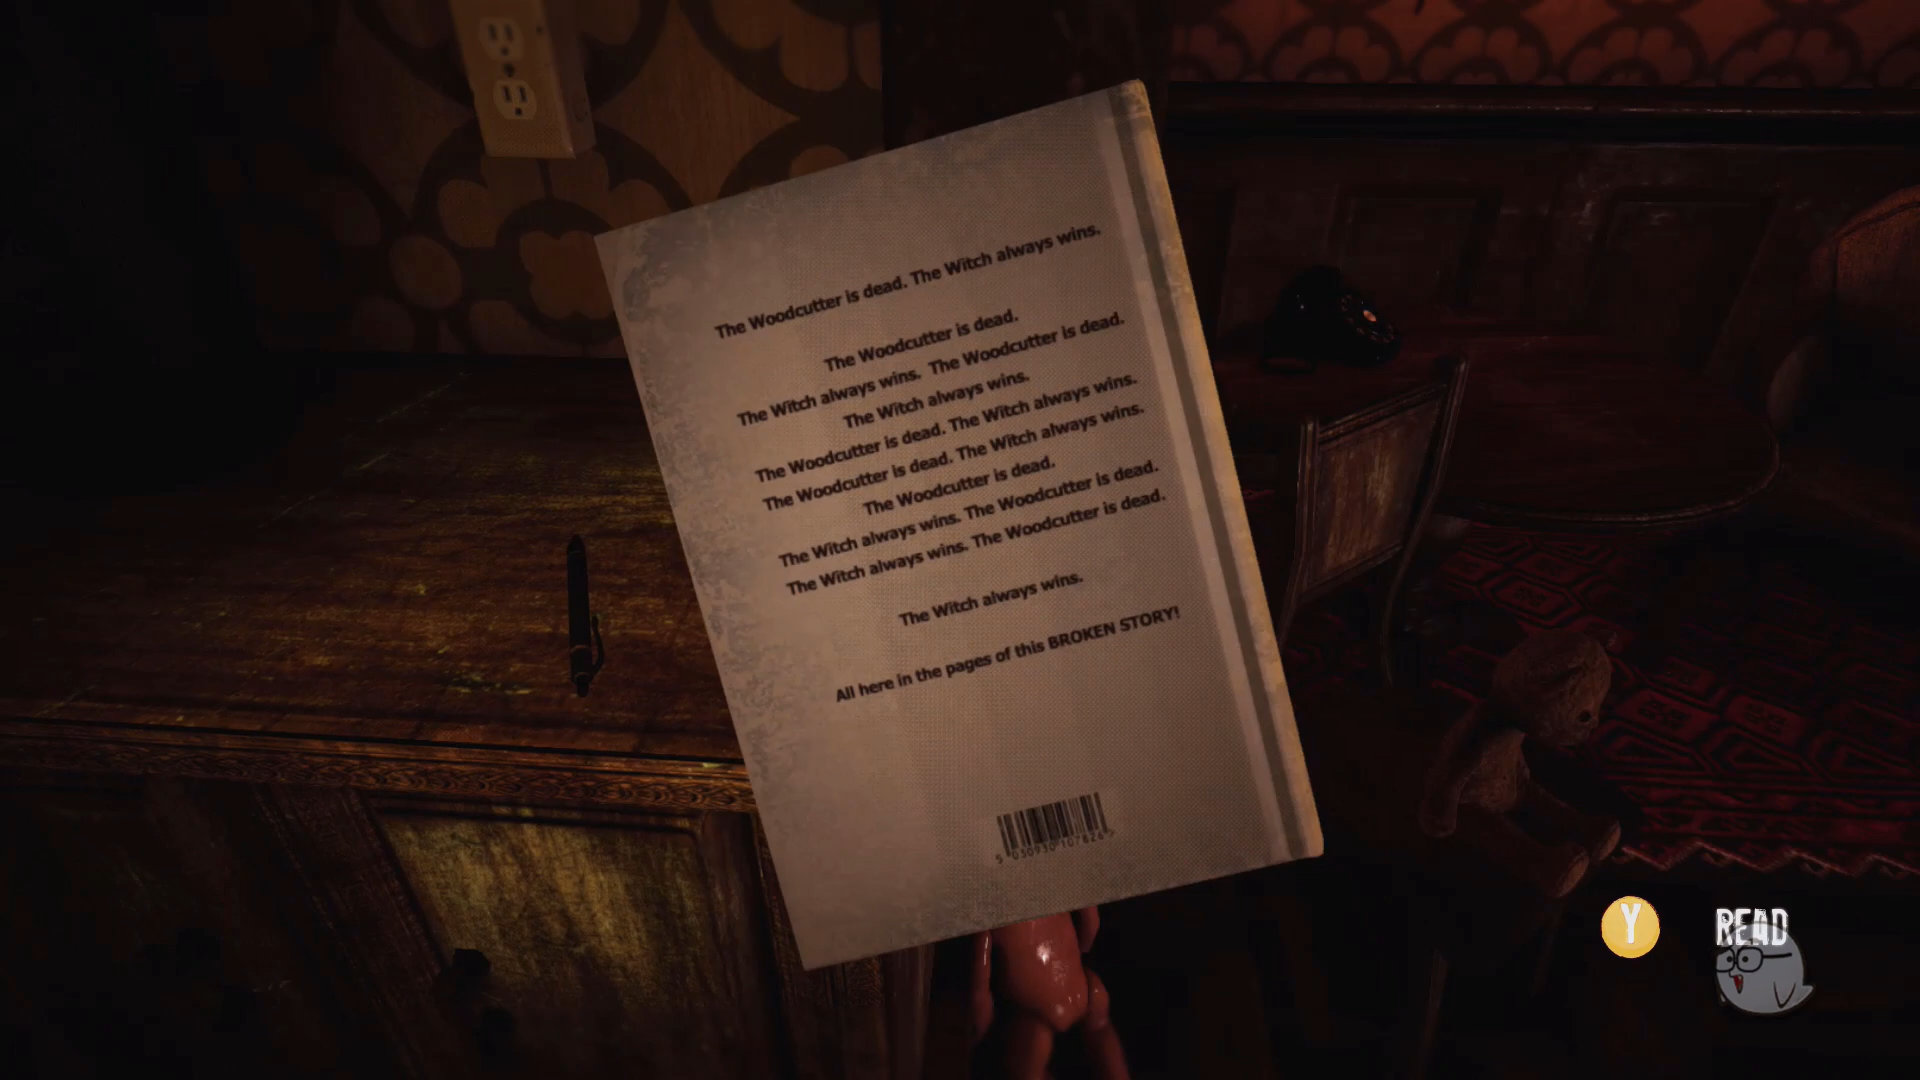 The Woodcutter is dead. The Witch always wins.
The Woodcutter is dead.
The Witch always wins. The Woodcutter is dead.
The Witch always wins.
The Woodcutter is dead. The Witch always wins.
The Woodcutter is dead. The Witch always wins.
The Woodcutter is dead.
The Witch always wins. The Woodcutter is dead.
The Witch always wins. The Woodcutter is dead.
The Witch always wins.
All here in the pages of this BROKEN STORY!
Y READ